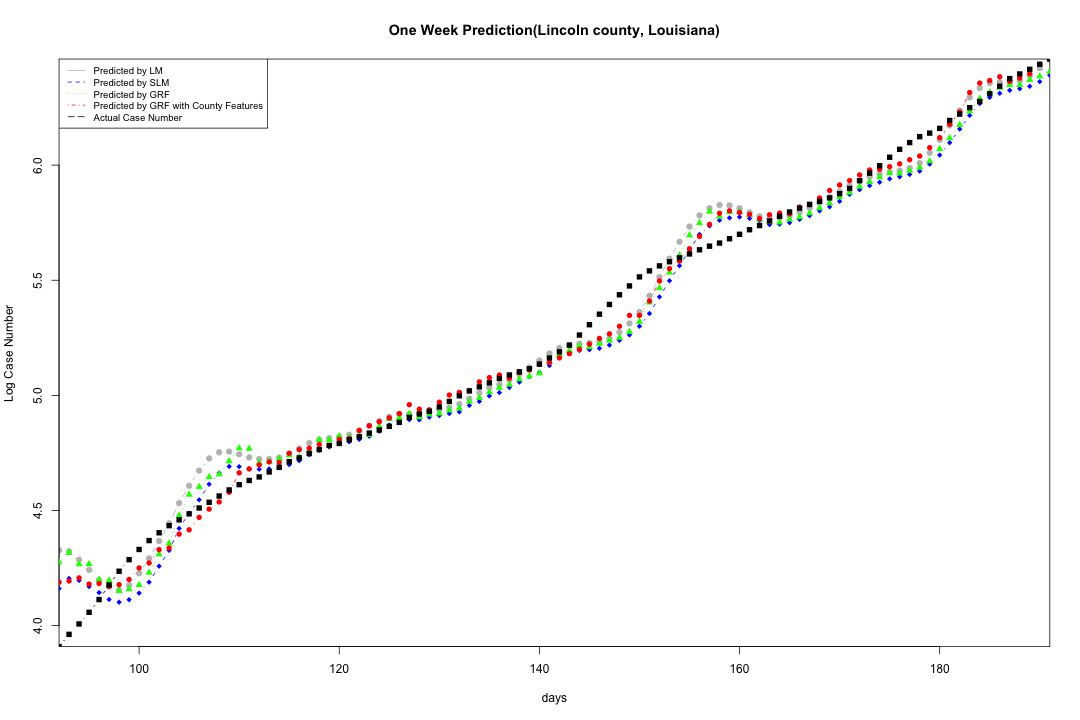 One Week Prediction(Lincoln county, Louisiana)
Predicted by LM
Predicted by SLM
Predicted by GRF
Predicted by GRF with County Features
Actual Case Number
6.0
5.5
5.0
4.5
4.0
Log Case Number
100 120 140 160 180
days